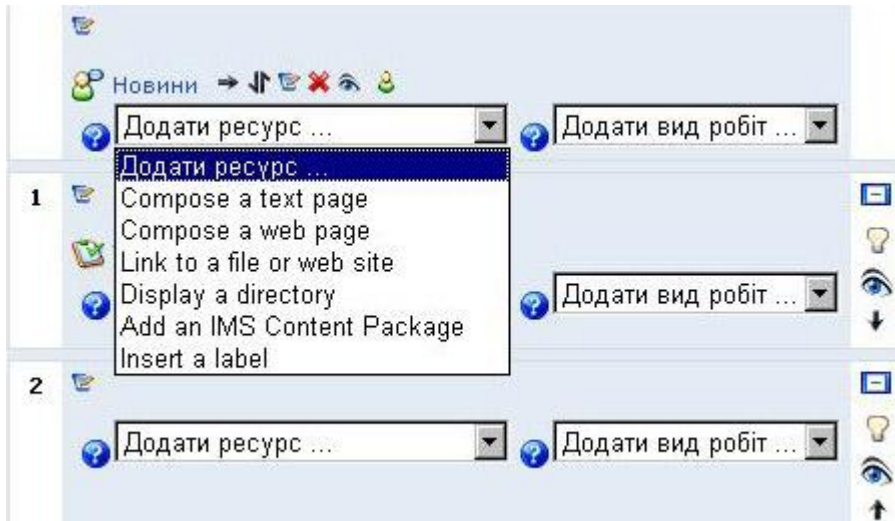 Новини
Додати ресурс ...
Додати вид робіт ...
Додати ресурс ...
1
Compose a text page
Compose a web page
Link to a file or web site
Display a directory
Додати вид робіт ...
Add an IMS Content Package
Insert a label
2
Додати ресурс ...
Додати вид робіт ...